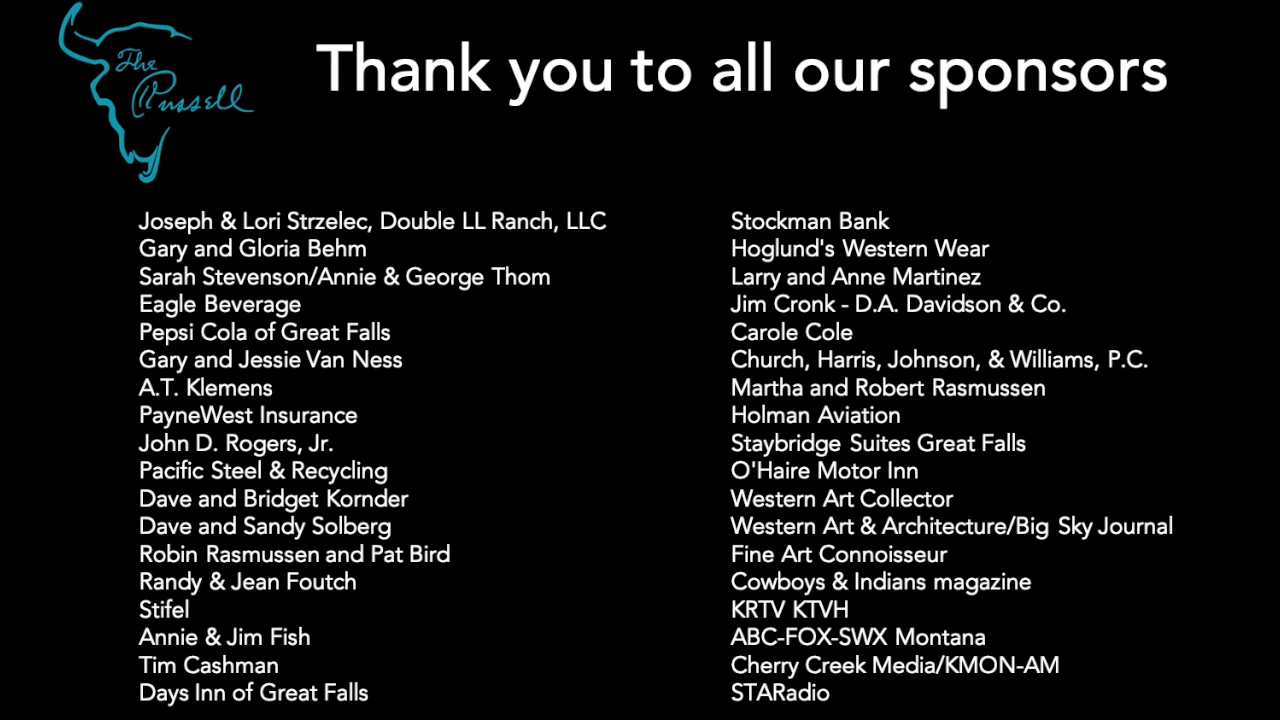 The
Russell
Thank you to all our sponsors
Joseph & Lori Strzelec, Double LL Ranch, LLC
Gary and Gloria Behm
Sarah Stevenson/Annie & George Thom
Eagle Beverage
Pepsi Cola of Great Falls
Gary and Jessie Van Ness
A.T. Klemens
PayneWest Insurance
John D. Rogers, Jr.
Pacific Steel & Recycling
Dave and Bridget Kornder
Dave and Sandy Solberg
Robin Rasmussen and Pat Bird
Randy & Jean Foutch
Stifel
Annie & Jim Fish
Tim Cashman
Days Inn of Great Falls
Stockman Bank
Hoglund's Western Wear
Larry and Anne Martinez
Jim Cronk - D.A. Davidson & Co.
Carole Cole
Church, Harris, Johnson, & Williams, P.C.
Martha and Robert Rasmussen
Holman Aviation
Staybridge Suites Great Falls
O'Haire Motor Inn
Western Art Collector
Western Art & Architecture/Big Sky Journal
Fine Art Connoisseur
Cowboys & Indians magazine
KRTV KTVH
ABC-FOX-SWX Montana
Cherry Creek Media/KMON-AM
STARadio